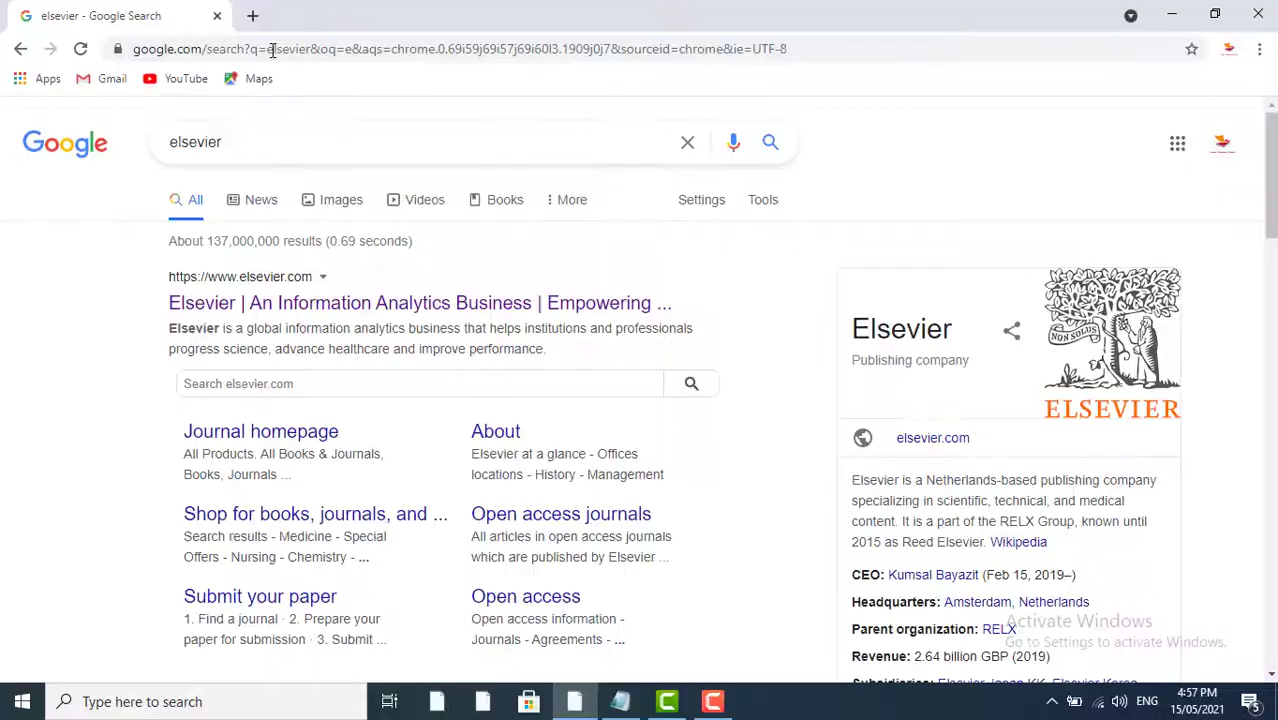 elsevier - Google Search
google.com/search?q=elsevier&oq=e&aqs=chrome.0.69i59j69i57j69i60l3.1909j0j7&sourceid=chrome&ie=UTF-8
Apps Gmail YouTube Maps
Google elsevier
All News Images Videos Books More Settings Tools
About 137,000,000 results (0.69 seconds)
https://www.elsevier.com
Elsevier | An Information Analytics Business | Empowering ...
Elsevier is a global information analytics business that helps institutions and professionals
progress science, advance healthcare and improve performance.
Search elsevier.com
Journal homepage
All Products. All Books & Journals,
Books, Journals ...
About
Elsevier at a glance - Offices
locations - History - Management
Shop for books, journals, and ...
Search results - Medicine - Special
Offers - Nursing - Chemistry - ...
Open access journals
All articles in open access journals
which are published by Elsevier ...
Submit your paper
1. Find a journal · 2. Prepare your
paper for submission · 3. Submit ...
Open access
Open access information -
Journals - Agreements - ...
Elsevier
Publishing company
NON SOLUS
ELSEVIER
elsevier.com
Elsevier is a Netherlands-based publishing company
specializing in scientific, technical, and medical
content. It is a part of the RELX Group, known until
2015 as Reed Elsevier. Wikipedia
CEO: Kumsal Bayazit (Feb 15, 2019–)
Headquarters: Amsterdam, Netherlands
Parent organization: RELX
Revenue: 2.64 billion GBP (2019)
Subsidiaries: Elsevier Japan KK, Elsevier Korea
Activate Windows
Go to Settings to activate Windows.
Type here to search
ENG
4:57 PM
15/05/2021
5